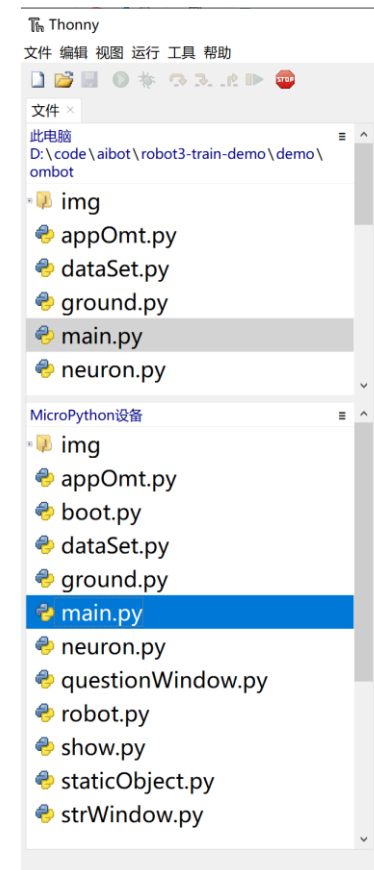 Thonny
文件 编辑 视图 运行 工具 帮助
STOP
文件 ×
此电脑
D:\code\aibot\robot3-train-demo\demo\
ombot
img
appOmt.py
dataSet.py
ground.py
main.py
neuron.py
MicroPython设备
img
appOmt.py
boot.py
dataSet.py
ground.py
main.py
neuron.py
questionWindow.py
robot.py
show.py
staticObject.py
strWindow.py